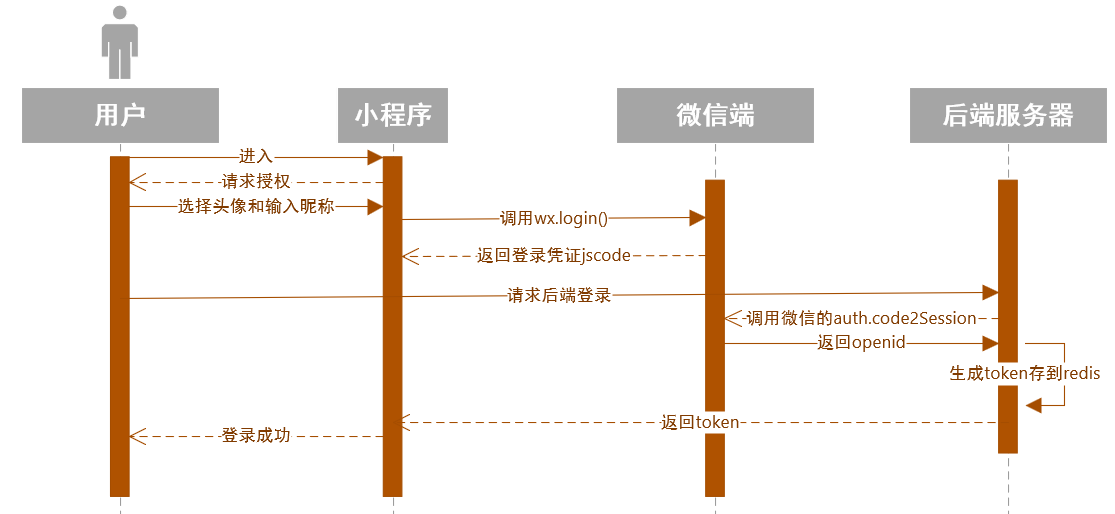 用户
小程序
微信端
后端服务器
进入
请求授权
选择头像和输入昵称
调用wx.login()
返回登录凭证jscode
请求后端登录
调用微信的auth.code2Session
返回openid
生成token存到redis
返回token
登录成功